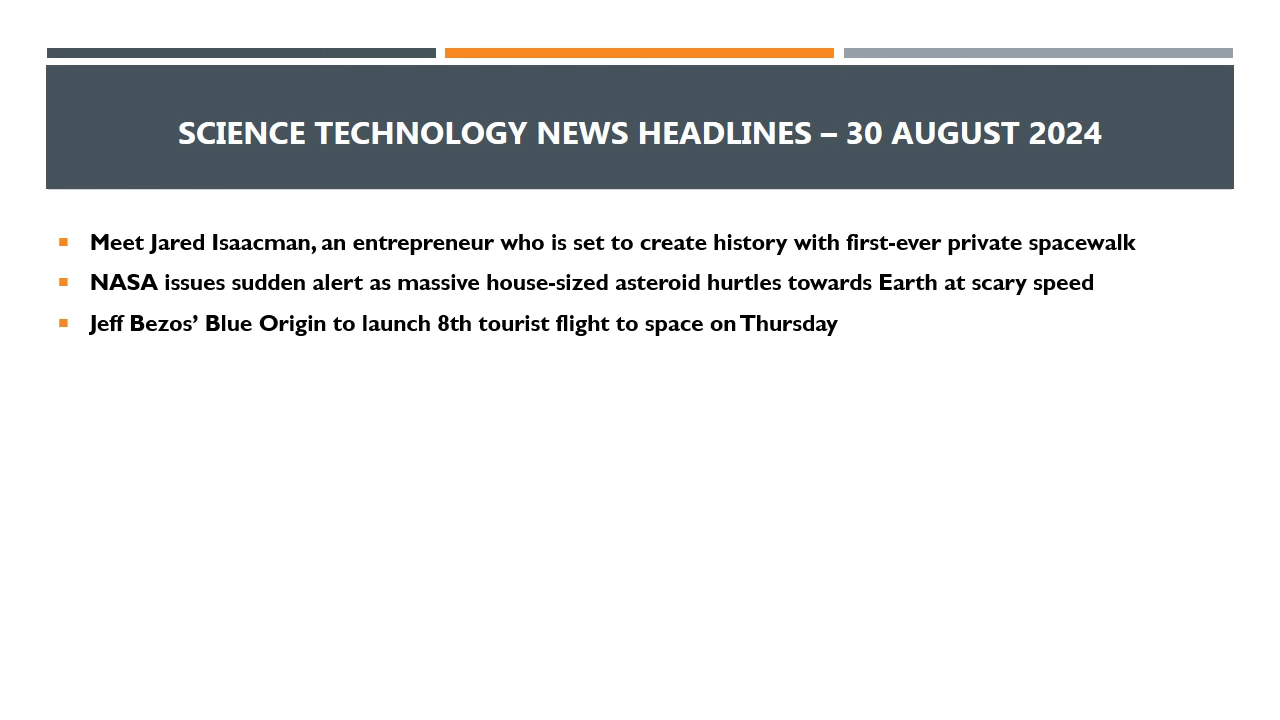 SCIENCE TECHNOLOGY NEWS HEADLINES – 30 AUGUST 2024
Meet Jared Isaacman, an entrepreneur who is set to create history with first-ever private spacewalk
NASA issues sudden alert as massive house-sized asteroid hurtles towards Earth at scary speed
Jeff Bezos’ Blue Origin to launch 8th tourist flight to space on Thursday